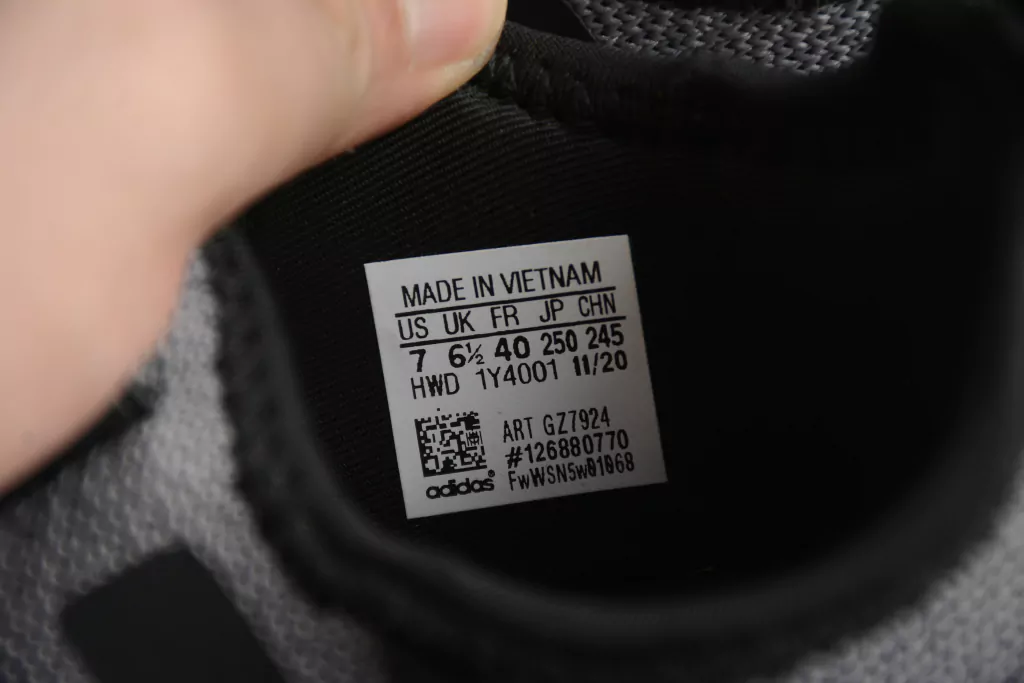 MADE IN VIETNAM
US UK FR JP CHN
7 6½ 40 250 245
HWD 1Y4001 11/20
ART GZ7924
#126880770
FwWSN5w01068
adidas®